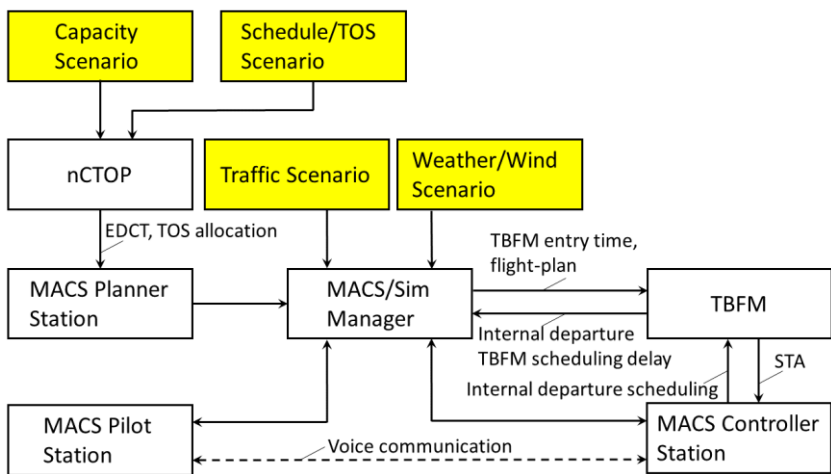 Capacity
Scenario
Schedule/TOS
Scenario
nCTOP
Traffic Scenario
Weather/Wind
Scenario
EDCT, TOS allocation
TBFM entry time,
flight-plan
MACS Planner
Station
MACS/Sim
Manager
TBFM
Internal departure
TBFM scheduling delay
Internal departure scheduling
STA
MACS Pilot
Station
Voice communication
MACS Controller
Station